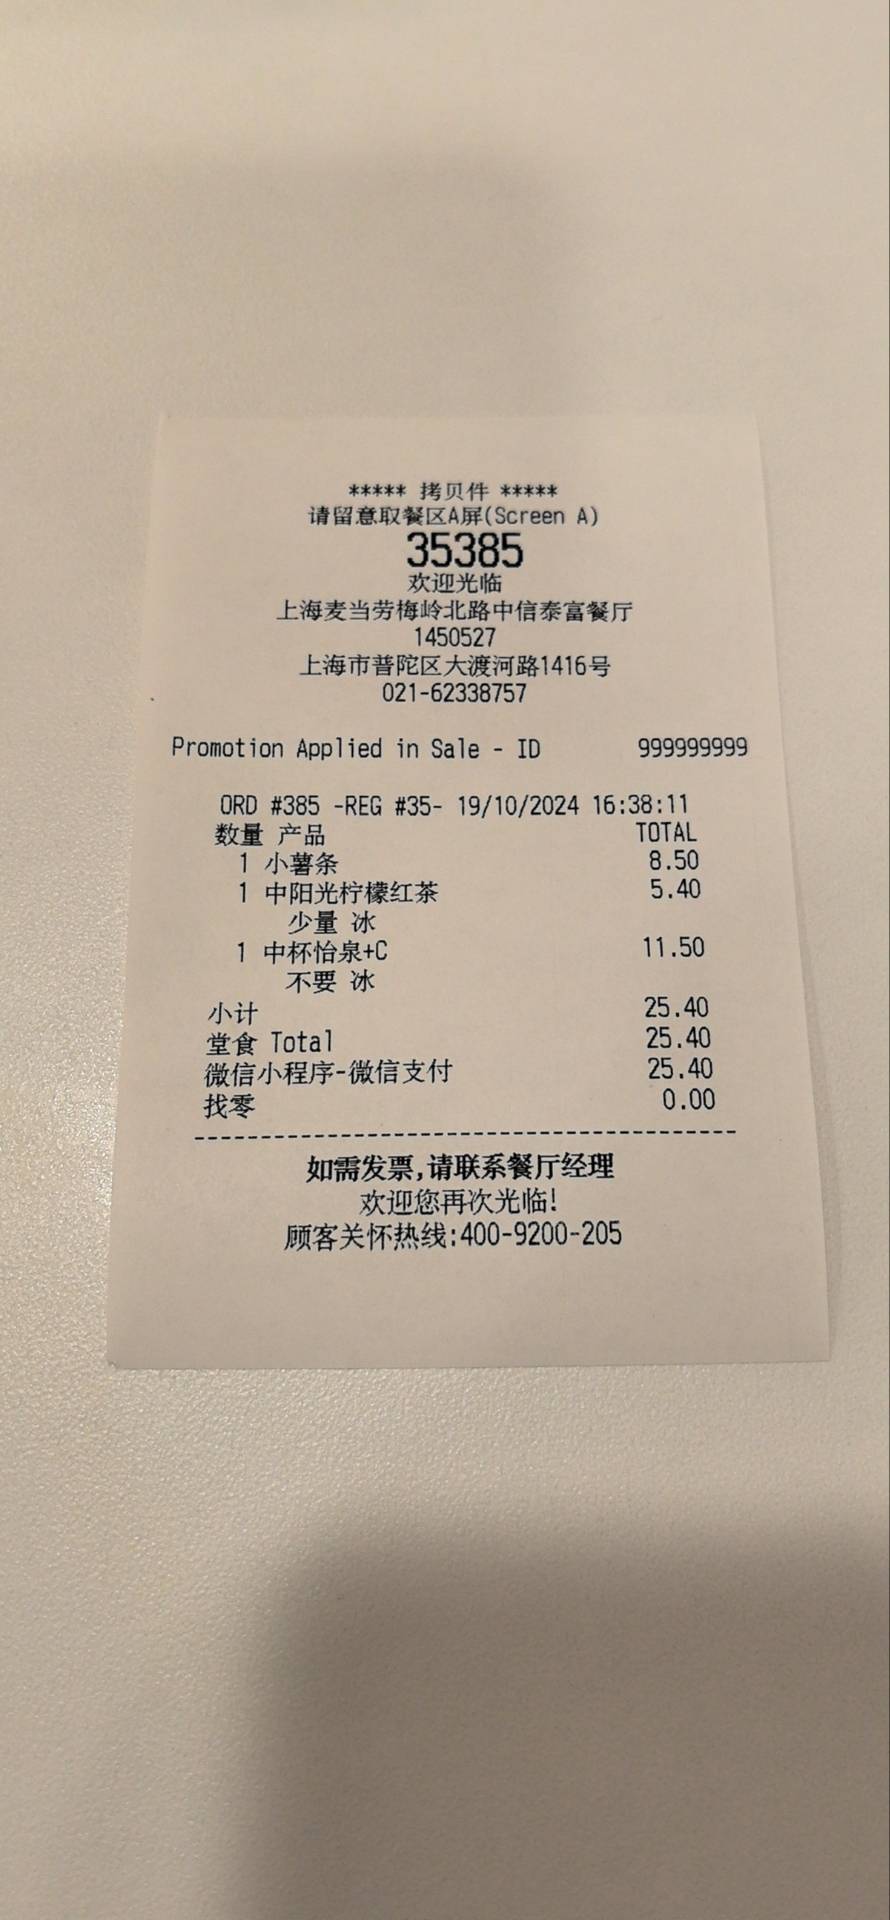 ***** 拷贝件 *****
请留意取餐区A屏(Screen A)
35385
欢迎光临
上海麦当劳梅岭北路中信泰富餐厅
1450527
上海市普陀区大渡河路1416号
021-62338757
Promotion Applied in Sale - ID 999999999
ORD #385 -REG #35- 19/10/2024 16:38:11
数量 产品 TOTAL
1 小薯条 8.50
1 中阳光柠檬红茶 5.40
少量 冰
1 中杯怡泉+C 11.50
不要 冰
小计 25.40
堂食 Total 25.40
微信小程序-微信支付 25.40
找零 0.00
-----------------------------------------
如需发票,请联系餐厅经理
欢迎您再次光临!
顾客关怀热线:400-9200-205